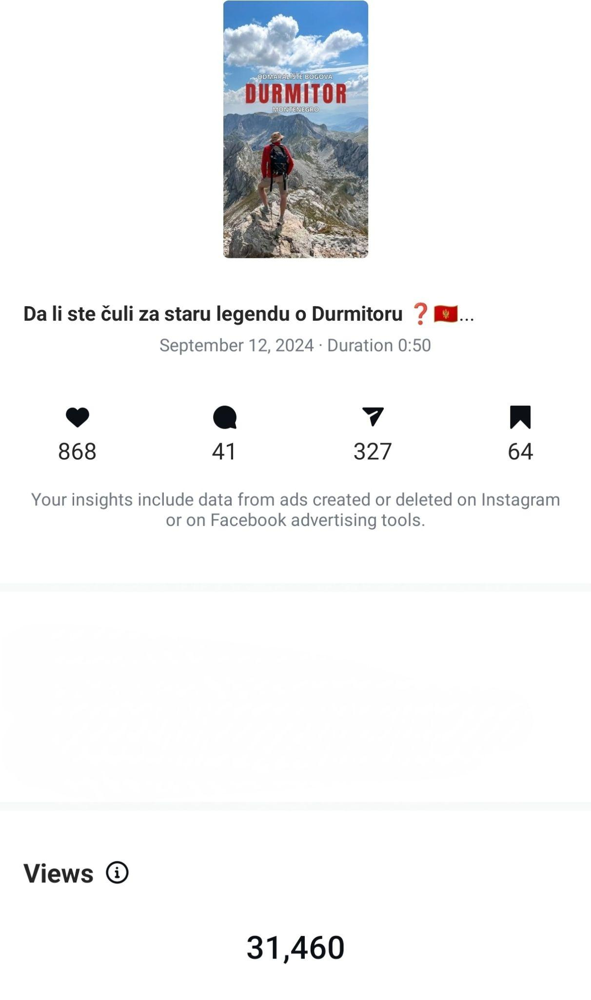 ODMARALIŠTE BOGOVA
DURMITOR
MONTENEGRO
Da li ste čuli za staru legendu o Durmitoru ❓🇲🇪...
September 12, 2024 · Duration 0:50
868 41 327 64
Your insights include data from ads created or deleted on Instagram
or on Facebook advertising tools.
Views
31,460